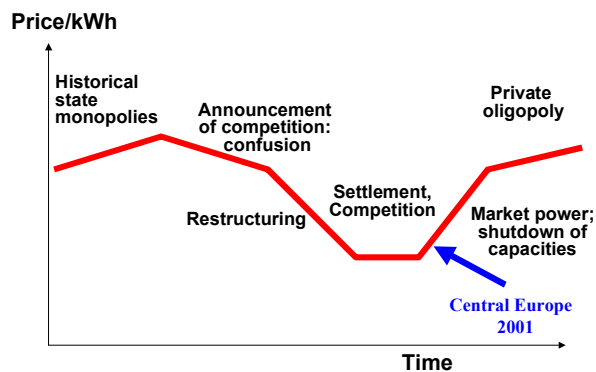 Price/kWh
Historical
state
monopolies
Announcement
of competition:
confusion
Private
oligopoly
Restructuring
Settlement,
Competition
Market power;
shutdown of
capacities
Central Europe
2001
Time